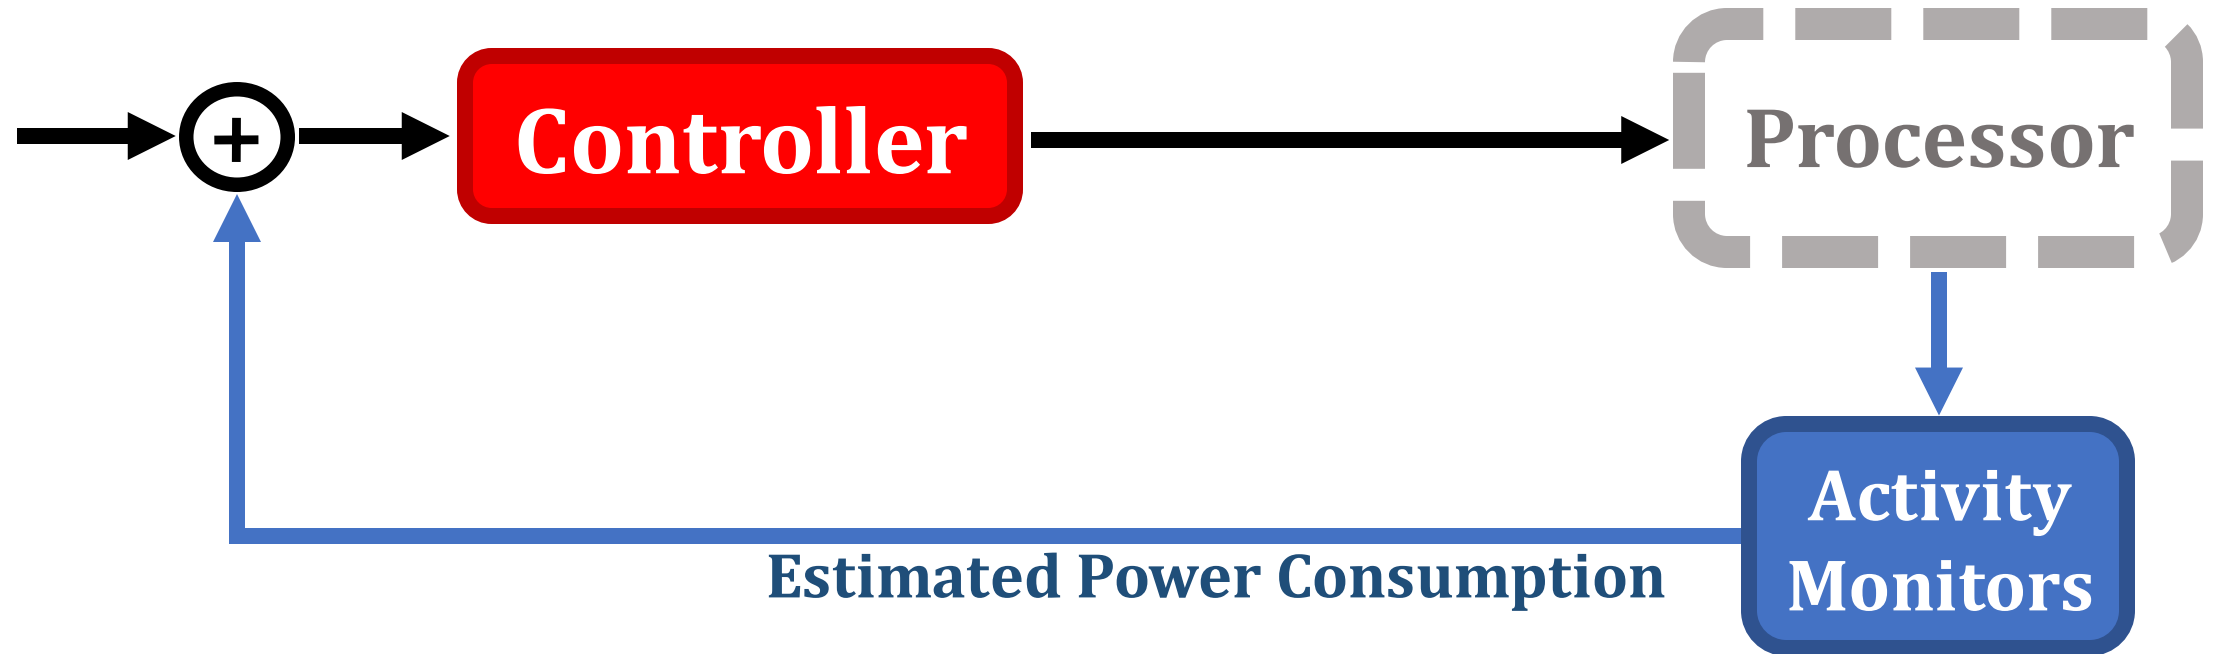 +
Controller
Processor
Activity
Monitors
Estimated Power Consumption